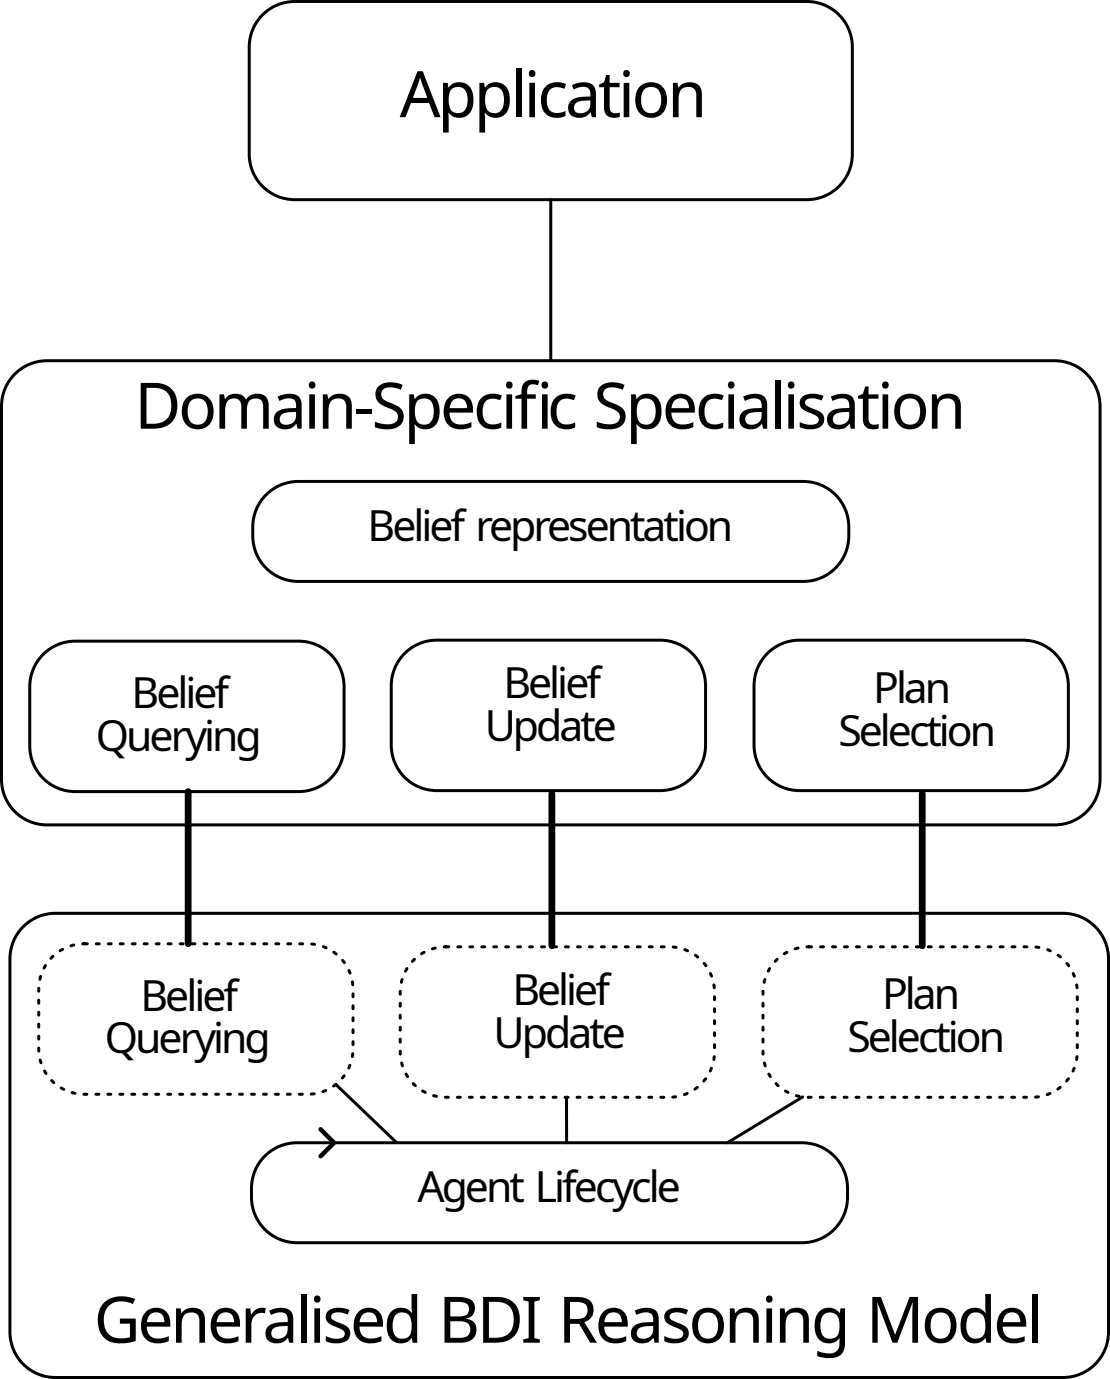 Application
Domain-Specific Specialisation
Belief representation
Belief
Querying
Belief
Update
Plan
Selection
Belief
Querying
Belief
Update
Plan
Selection
Agent Lifecycle
Generalised BDI Reasoning Model